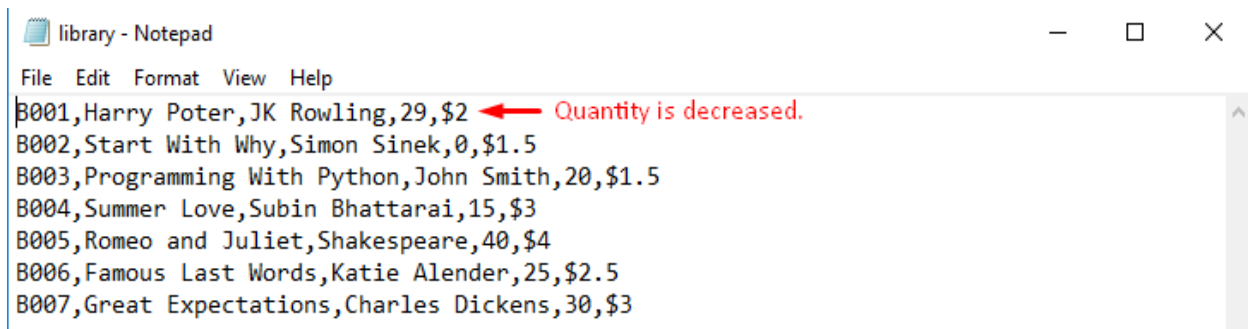 library - Notepad
File Edit Format View Help
B001,Harry Poter,JK Rowling,29,$2 Quantity is decreased.
B002,Start With Why,Simon Sinek,0,$1.5
B003,Programming With Python,John Smith,20,$1.5
B004,Summer Love,Subin Bhattarai,15,$3
B005,Romeo and Juliet,Shakespeare,40,$4
B006,Famous Last Words,Katie Alender,25,$2.5
B007,Great Expectations,Charles Dickens,30,$3